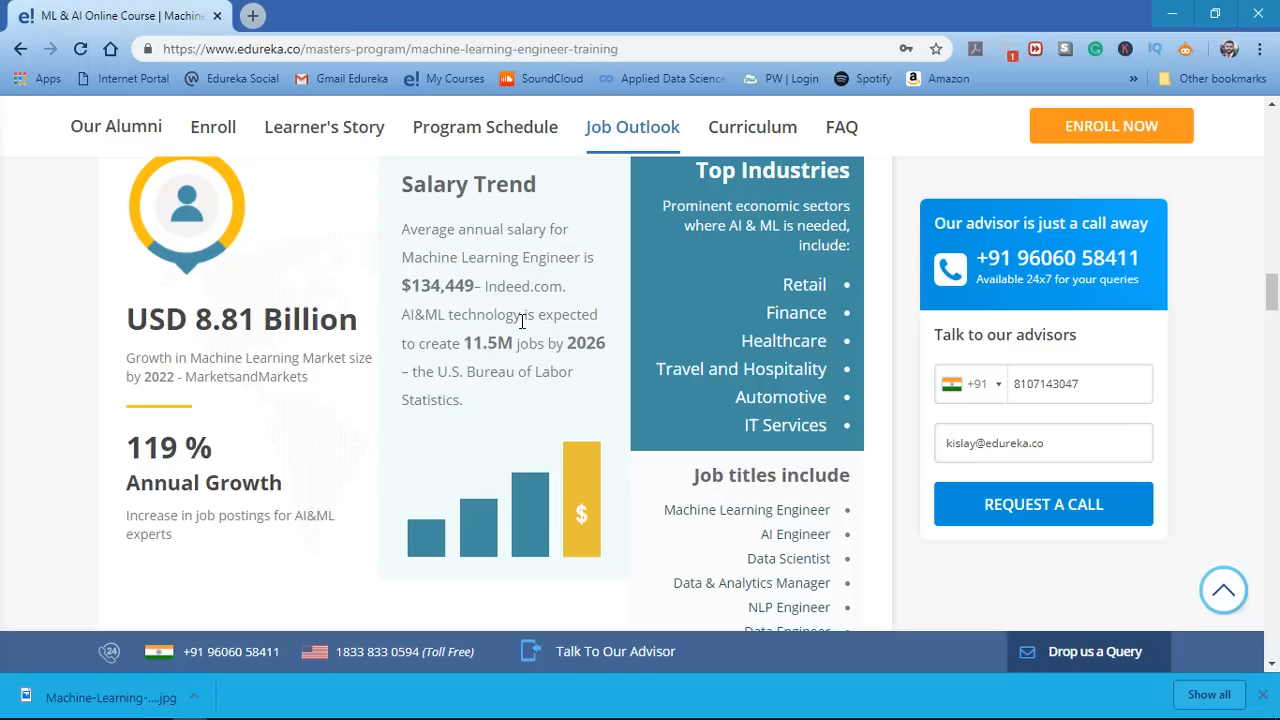 ML & AI Online Course | Machine
https://www.edureka.co/masters-program/machine-learning-engineer-training
1
IQ
Apps
Internet Portal
Edureka Social
Gmail Edureka
My Courses
SoundCloud
Applied Data Science
PW | Login
Spotify
Amazon
»
Other bookmarks
Our Alumni
Enroll
Learner's Story
Program Schedule
Job Outlook
Curriculum
FAQ
ENROLL NOW
USD 8.81 Billion
Growth in Machine Learning Market size
by 2022 - MarketsandMarkets
119 %
Annual Growth
Increase in job postings for AI&ML
experts
Salary Trend
Average annual salary for
Machine Learning Engineer is
$134,449– Indeed.com.
AI&ML technology is expected
to create 11.5M jobs by 2026
– the U.S. Bureau of Labor
Statistics.
$
Top Industries
Prominent economic sectors
where AI & ML is needed,
include:
Retail
Finance
Healthcare
Travel and Hospitality
Automotive
IT Services
Job titles include
Machine Learning Engineer
AI Engineer
Data Scientist
Data & Analytics Manager
NLP Engineer
Data Engineer
Our advisor is just a call away
+91 96060 58411
Available 24x7 for your queries
Talk to our advisors
+91
8107143047
kislay@edureka.co
REQUEST A CALL
24
+91 96060 58411
1833 833 0594 (Toll Free)
Talk To Our Advisor
Drop us a Query
Machine-Learning-....jpg
Show all